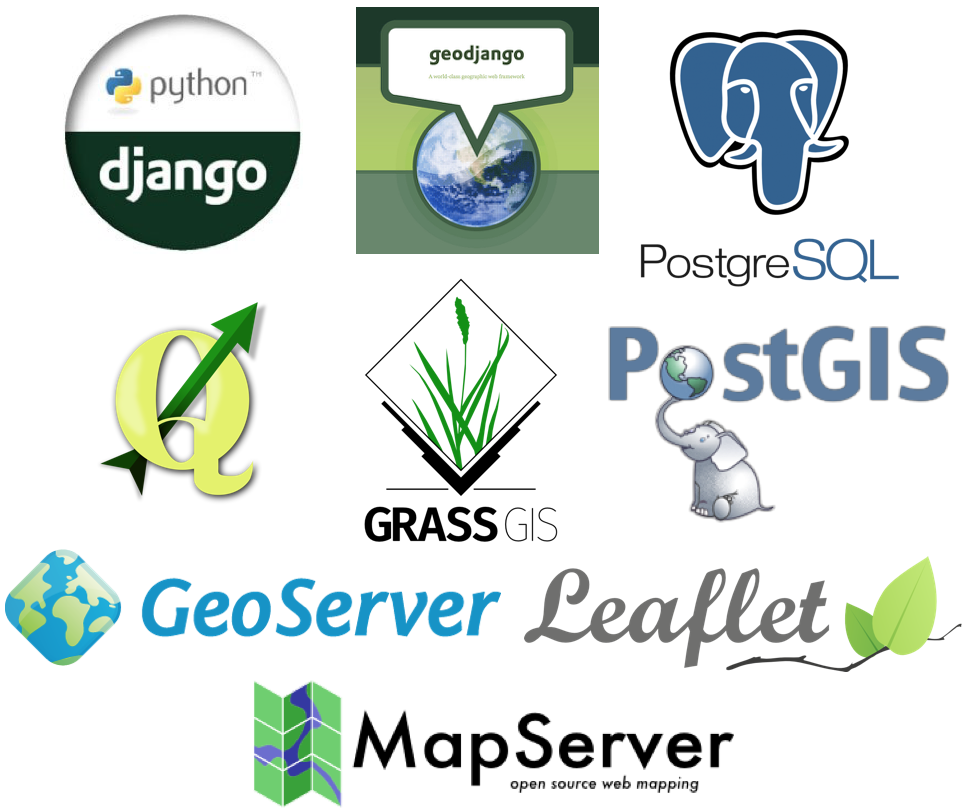 python™
django
geodjango
A world-class geographic web framework
PostgreSQL
Q
GRASS GIS
PostGIS
GeoServer
Leaflet
MapServer
open source web mapping